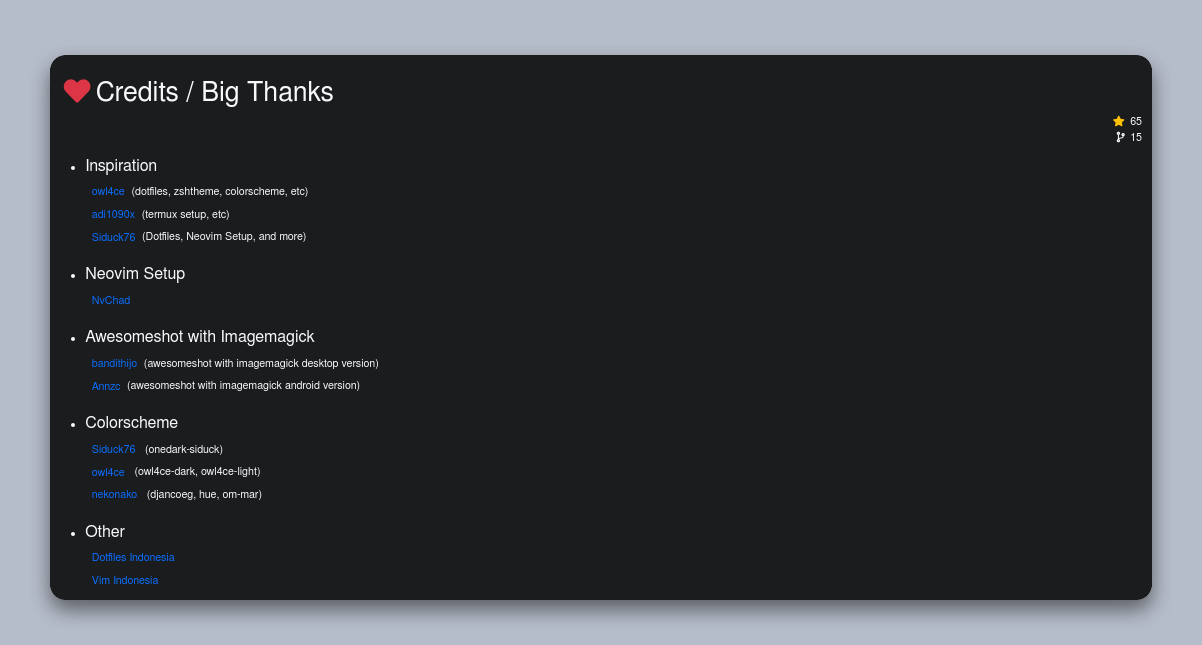 Credits / Big Thanks
65
15
Inspiration
owl4ce (dotfiles, zshtheme, colorscheme, etc)
adi1090x (termux setup, etc)
Siduck76 (Dotfiles, Neovim Setup, and more)
Neovim Setup
NvChad
Awesomeshot with Imagemagick
bandithijo (awesomeshot with imagemagick desktop version)
Annzc (awesomeshot with imagemagick android version)
Colorscheme
Siduck76 (onedark-siduck)
owl4ce (owl4ce-dark, owl4ce-light)
nekonako (djancoeg, hue, om-mar)
Other
Dotfiles Indonesia
Vim Indonesia